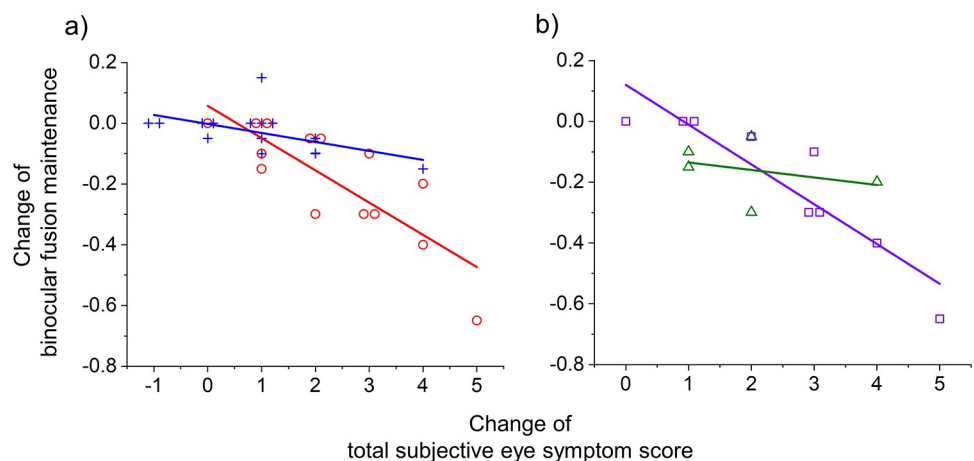 a)
b)
0.2
0.0
-0.2
-0.4
-0.6
-0.8
-1 0 1 2 3 4 5
0.2
0.0
-0.2
-0.4
-0.6
-0.8
0 1 2 3 4 5
Change of
binocular fusion maintenance
Change of
total subjective eye symptom score